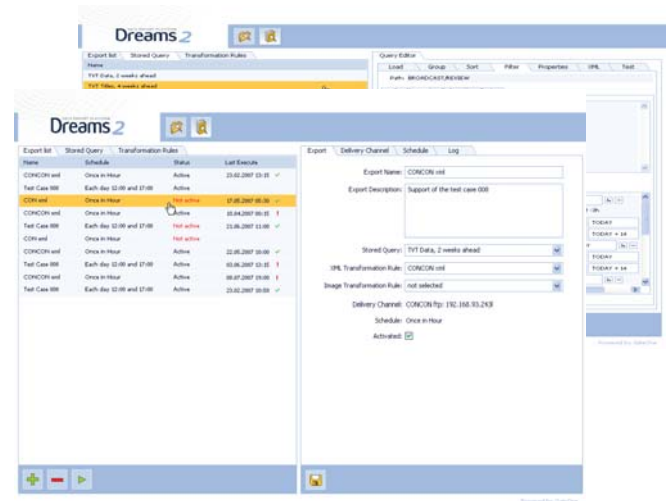 Dreams 2
Export list Stored Query Transformation Rules
Name
TVT Data, 2 weeks ahead
TVT Titles, 4 weeks ahead
Query Editor
Load Group Sort Filter Properties XML Test
Path: BROADCAST/REVIEW
TODAY
TODAY + 14
TODAY
TODAY + 14
Dreams 2
Export list Stored Query Transformation Rules
Name Schedule Status Last Execute
CONCON xml Once in Hour Active 23.02.2007 13:15
Test Case 008 Each day 12:00 and 17:00 Active
CON xml Once in Hour Not active 17.05.2007 05:30
CONCON xml Once in Hour Active 10.04.2007 00:15 !
Test Case 008 Each day 12:00 and 17:00 Not active 23.06.2007 11:00
CON xml Once in Hour Not active
CONCON xml Once in Hour Active 22.05.2007 10:00
Test Case 008 Each day 12:00 and 17:00 Active 03.06.2007 13:15 !
CONCON xml Once in Hour Active 08.07.2007 19:00 !
Test Case 008 Each day 12:00 and 17:00 Active 23.02.2007 10:50
Export Delivery Channel Schedule Log
Export Name: CONCON xml
Export Description: Support of the test case 008
Stored Query: TVT Data, 2 weeks ahead
XML Transformation Rule: CONCON xml
Image Transformation Rule: not selected
Delivery Channel: CONCON ftp: 192.168.93.243
Schedule: Once in Hour
Activated: